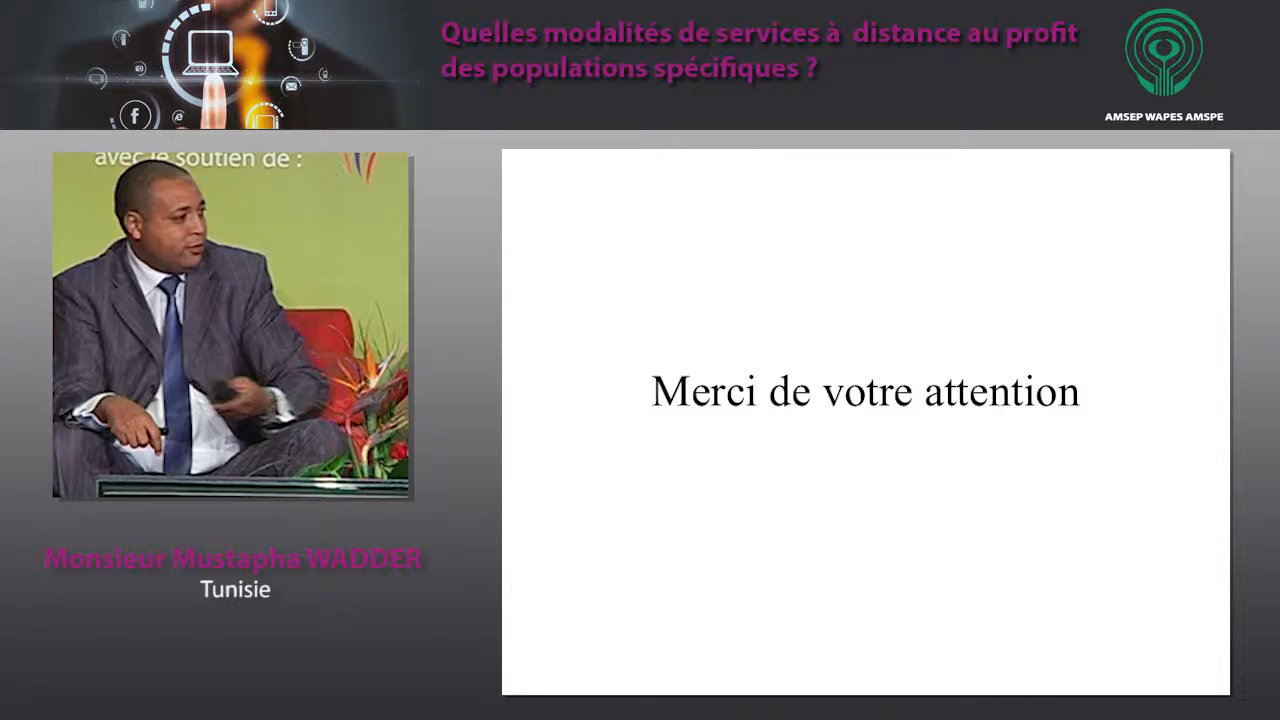 Quelles modalités de services à distance au profit
des populations spécifiques ?
AMSEP WAPES AMSPE
avec le soutien de :
Merci de votre attention
Monsieur Mustapha WADDER
Tunisie